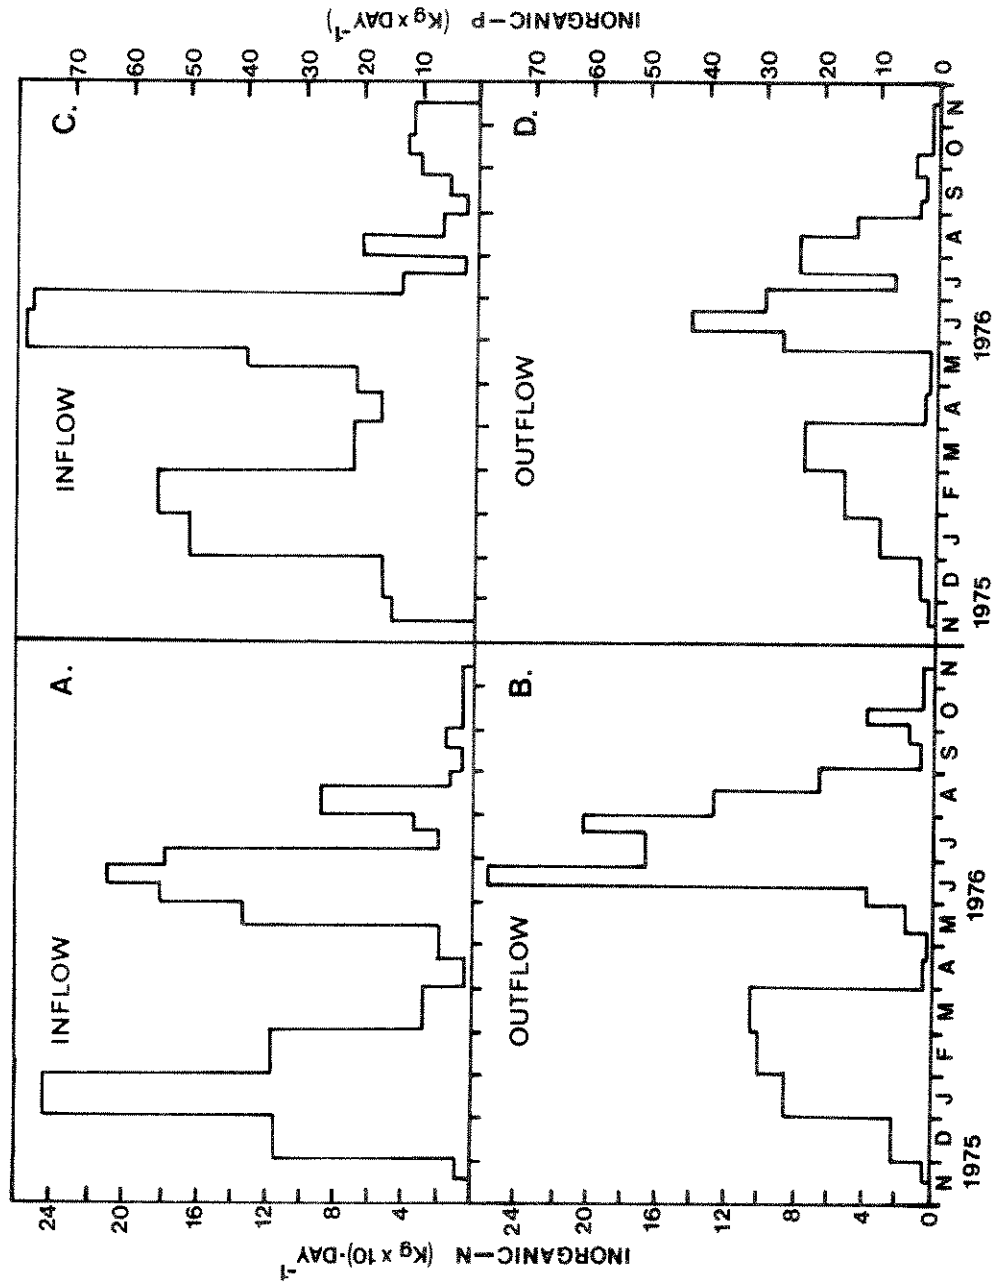 INORGANIC-N
(Kg × 10)·DAY⁻¹
24
20
16
12
8
4
A.
INFLOW
24
20
16
12
8
4
0
B.
OUTFLOW
N D J F M A M J J A S O N
1975
1976
C.
INFLOW
70
60
50
40
30
20
10
D.
OUTFLOW
70
60
50
40
30
20
10
0
N D J F M A M J J A S O N
1975
1976
INORGANIC-P
(Kg × DAY⁻¹)